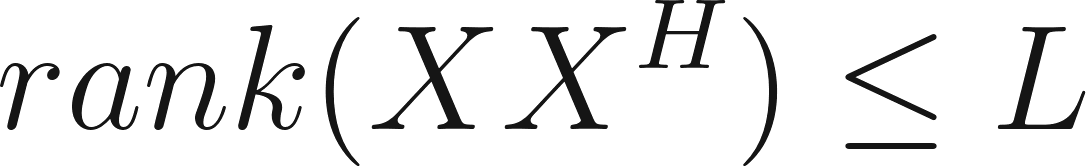 rank(XX^H) ≤ L